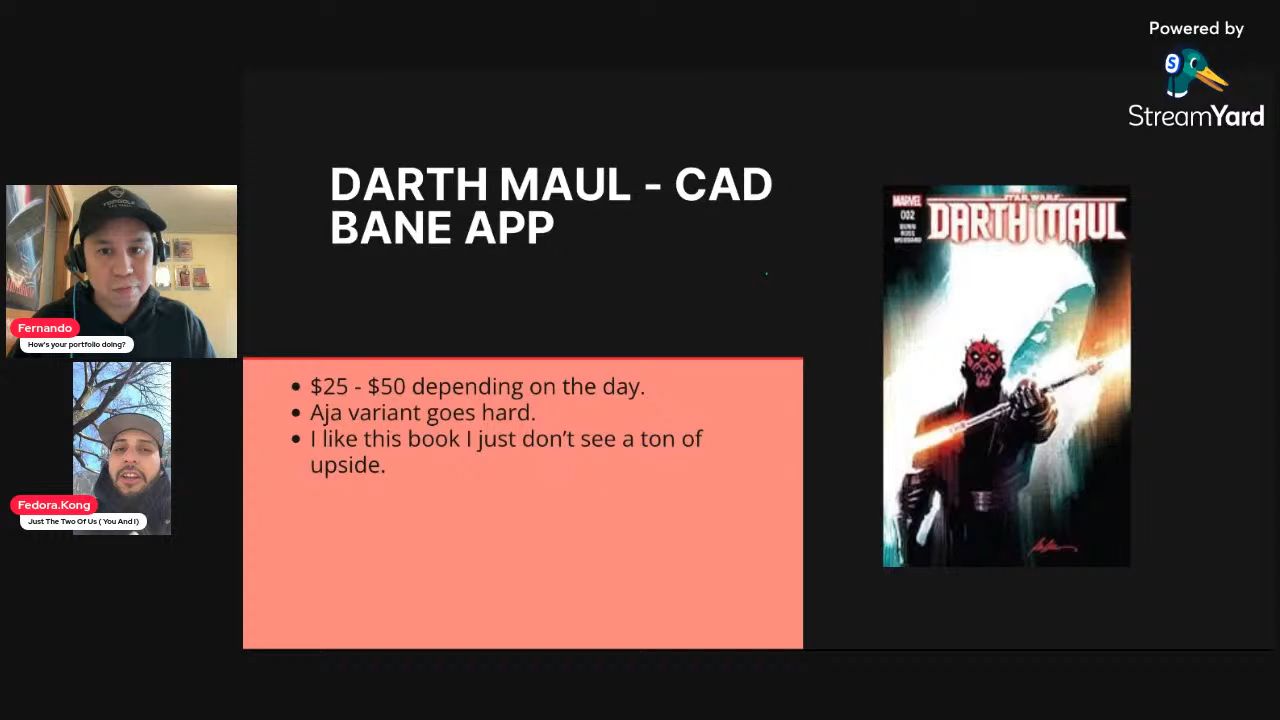 Powered by
StreamYard
DARTH MAUL - CAD
BANE APP
MARVEL
002
STAR WARS
DARTH MAUL
Fernando
How's your portfolio doing?
Fedora.Kong
Just The Two Of Us ( You And I)
• $25 - $50 depending on the day.
• Aja variant goes hard.
• I like this book I just don’t see a ton of
upside.